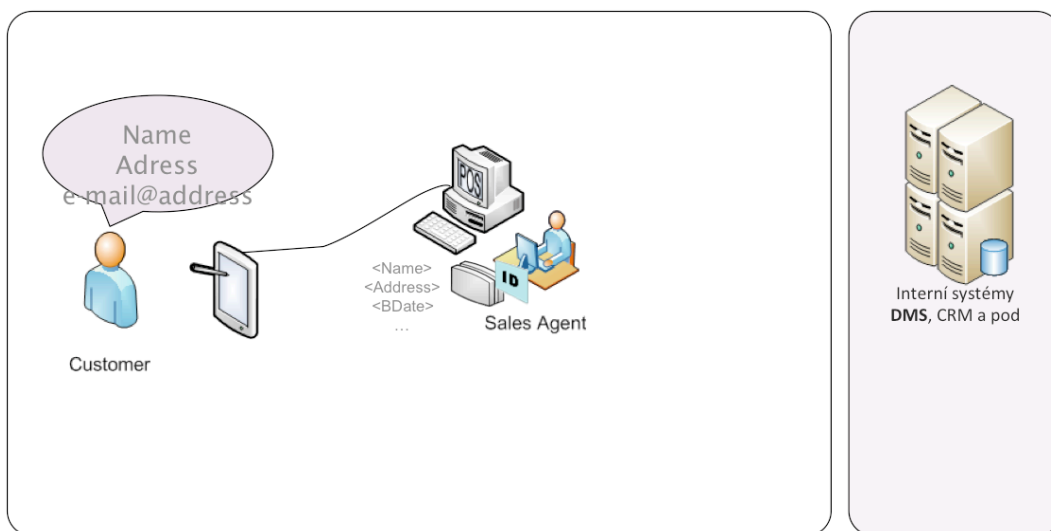 Name
Adress
e-mail@address
POS
<Name>
<Address>
<BDate>
...
ID
Sales Agent
Customer
Interní systémy
DMS, CRM a pod